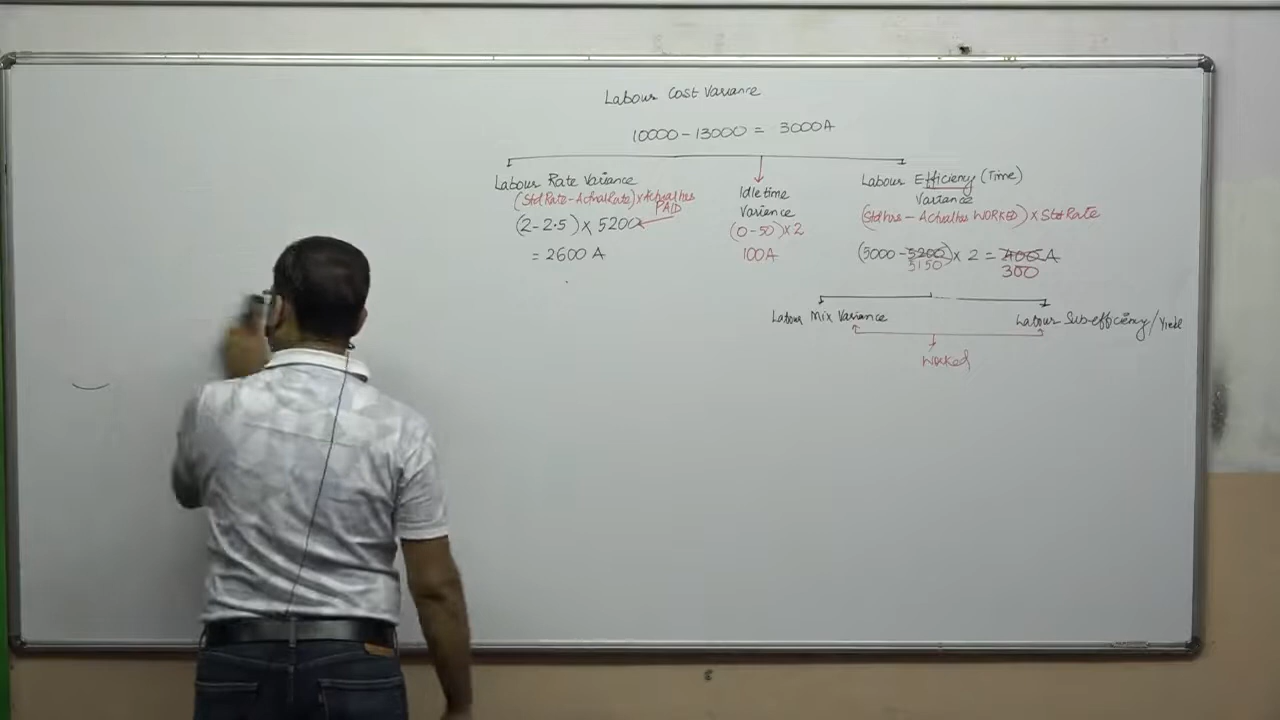 Labour Cost Variance
10000 - 13000 = 3000A
Labour Rate Variance
(Std Rate - Actual Rate) x Actual hrs
PAID
(2 - 2.5) x 5200
= 2600 A
Idle time
Variance
(0-50) x 2
100A
Labour Efficiency (Time)
Variance
(Std hrs - Actual hrs WORKED) x Std Rate
(5000 - 5200) x 2 = 400 A
5150
300
Labour Mix Variance
Labour Sub-efficiency/Yield
Worked